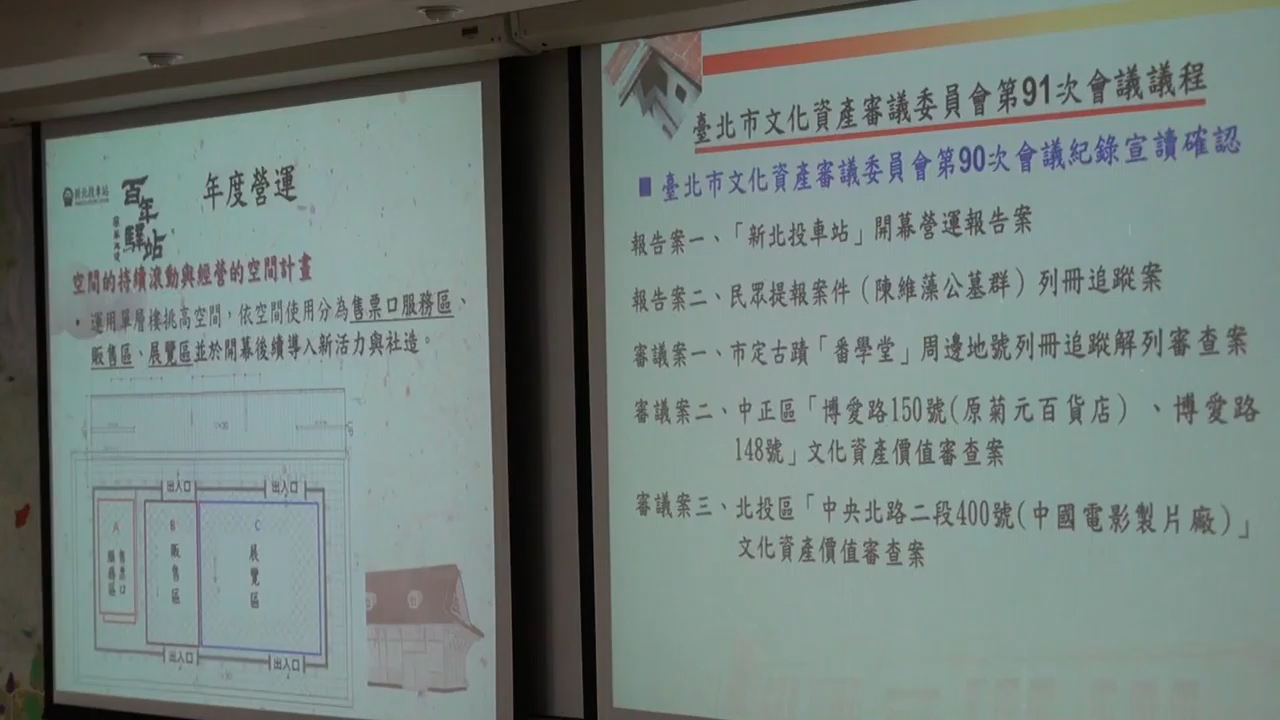 新北投車站
百年驛站
年度營運
空間的持續滾動與經營的空間計畫
• 運用單層樓挑高空間，依空間使用分為售票口服務區、
販售區、展覽區並於開幕後續導入新活力與社造。
出入口
出入口
A
售票口
服務區
B
販售區
C
展覽區
出入口
出入口
臺北市文化資產審議委員會第91次會議議程
■ 臺北市文化資產審議委員會第90次會議紀錄宣讀確認
報告案一、「新北投車站」開幕營運報告案
報告案二、民眾提報案件（陳維藻公墓群）列冊追蹤案
審議案一、市定古蹟「番學堂」周邊地號列冊追蹤解列審查案
審議案二、中正區「博愛路150號(原菊元百貨店）、博愛路
148號」文化資產價值審查案
審議案三、北投區「中央北路二段400號(中國電影製片廠)」
文化資產價值審查案